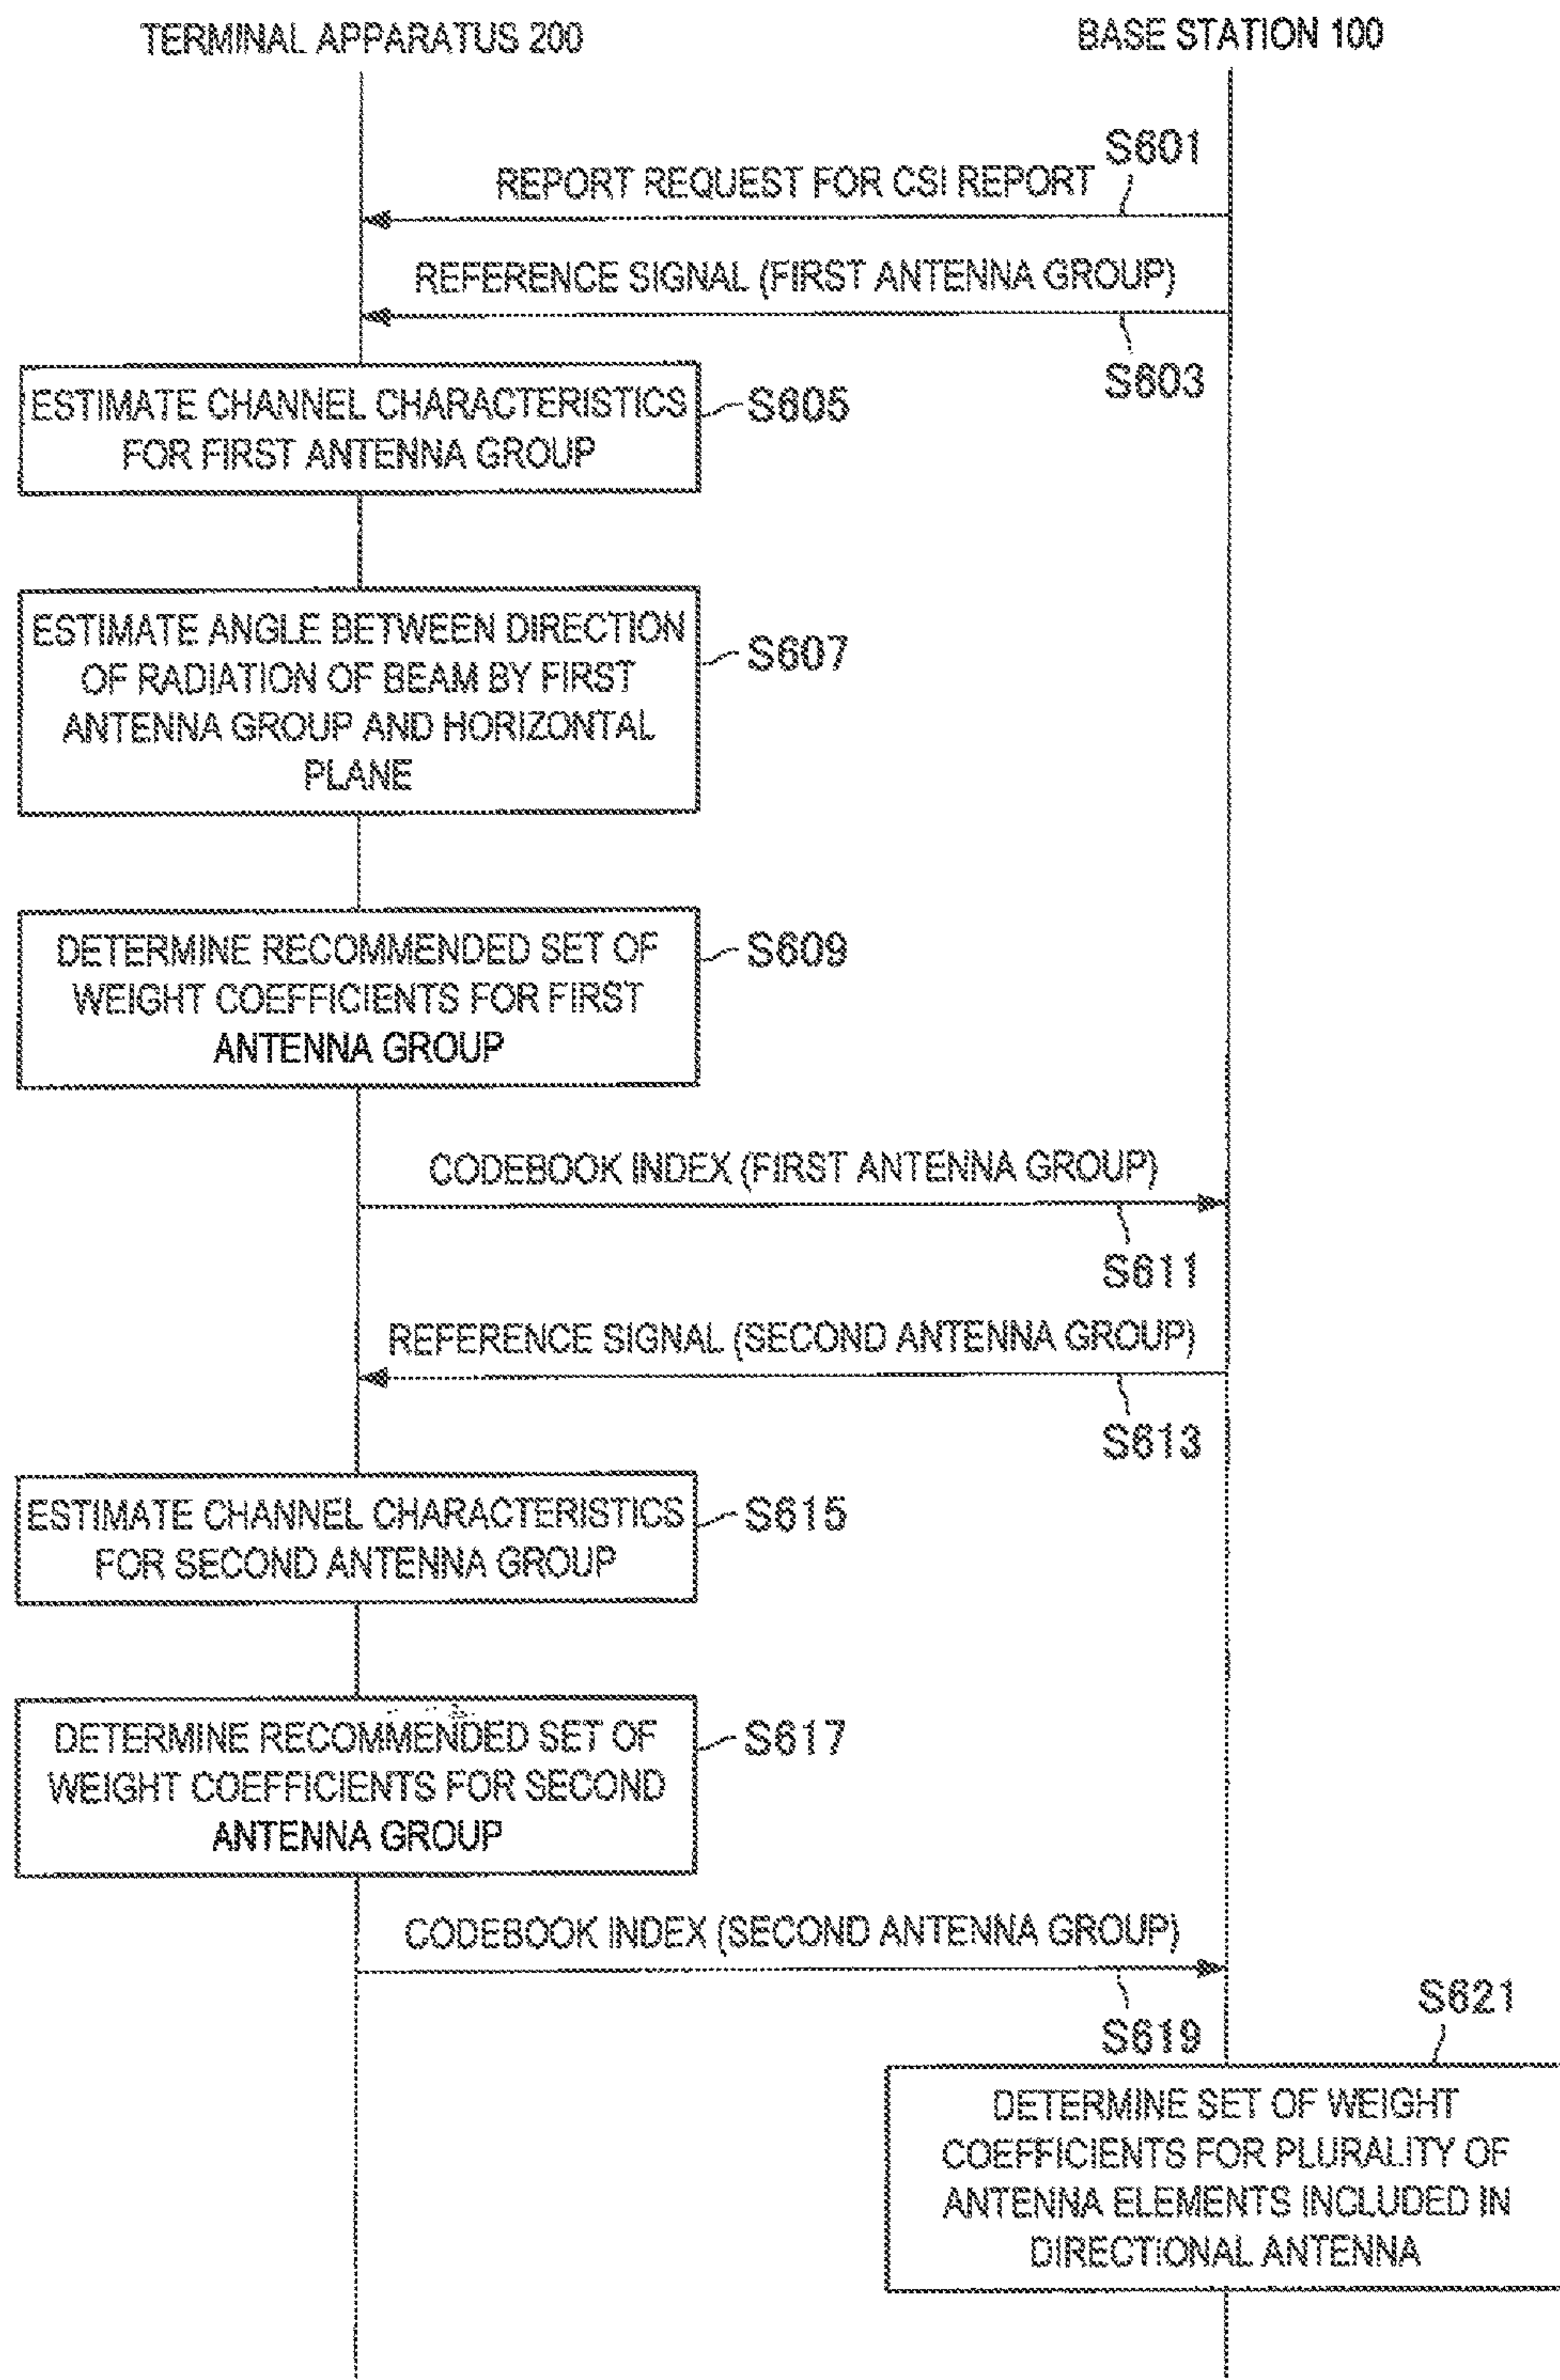 TERMINAL APPARATUS 200
BASE STATION 100
S601
REPORT REQUEST FOR CSI REPORT
REFERENCE SIGNAL (FIRST ANTENNA GROUP)
S603
ESTIMATE CHANNEL CHARACTERISTICS
FOR FIRST ANTENNA GROUP
S605
ESTIMATE ANGLE BETWEEN DIRECTION
OF RADIATION OF BEAM BY FIRST
ANTENNA GROUP AND HORIZONTAL
PLANE
S607
DETERMINE RECOMMENDED SET OF
WEIGHT COEFFICIENTS FOR FIRST
ANTENNA GROUP
S609
CODEBOOK INDEX (FIRST ANTENNA GROUP)
S611
REFERENCE SIGNAL (SECOND ANTENNA GROUP)
S613
ESTIMATE CHANNEL CHARACTERISTICS
FOR SECOND ANTENNA GROUP
S615
DETERMINE RECOMMENDED SET OF
WEIGHT COEFFICIENTS FOR SECOND
ANTENNA GROUP
S617
CODEBOOK INDEX (SECOND ANTENNA GROUP)
S619
S621
DETERMINE SET OF WEIGHT
COEFFICIENTS FOR PLURALITY OF
ANTENNA ELEMENTS INCLUDED IN
DIRECTIONAL ANTENNA